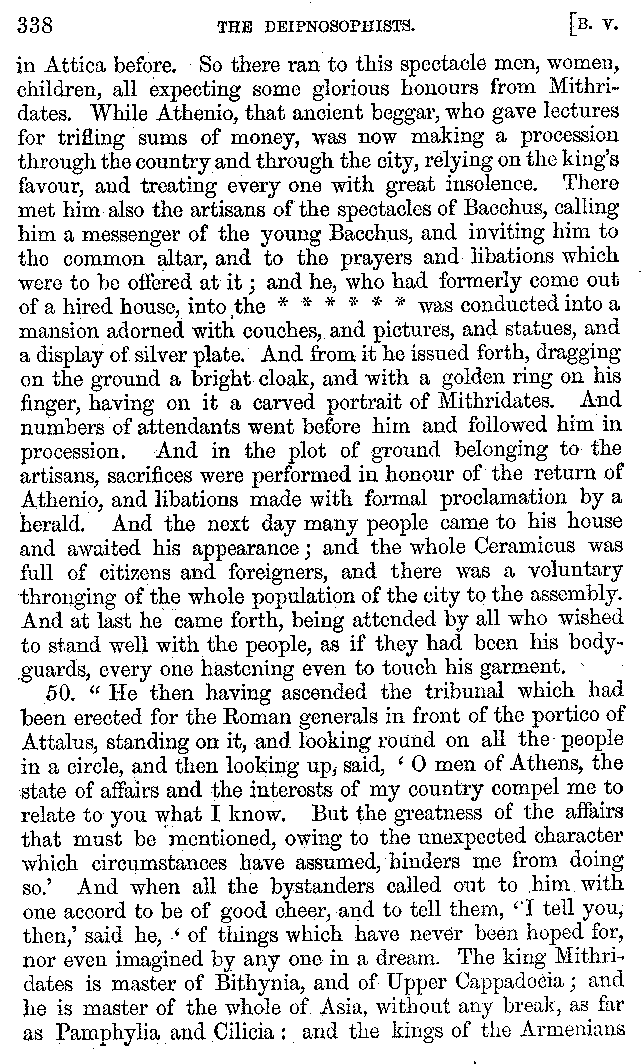 338 THE DEIPNOSOPHISTS. [B. V.
in Attica before. So there ran to this spectacle men, women,
children, all expecting some glorious honours from Mithri-
dates. While Athenio, that ancient beggar, who gave lectures
for trifling sums of money, was now making a procession
through the country and through the city, relying on the king's
favour, and treating every one with great insolence. There
met him also the artisans of the spectacles of Bacchus, calling
him a messenger of the young Bacchus, and inviting him to
the common altar, and to the prayers and libations which
were to be offered at it; and he, who had formerly come out
of a hired house, into the * * * * * * was conducted into a
mansion adorned with couches, and pictures, and statues, and
a display of silver plate. And from it he issued forth, dragging
on the ground a bright cloak, and with a golden ring on his
finger, having on it a carved portrait of Mithridates. And
numbers of attendants went before him and followed him in
procession. And in the plot of ground belonging to the
artisans, sacrifices were performed in honour of the return of
Athenio, and libations made with formal proclamation by a
herald. And the next day many people came to his house
and awaited his appearance; and the whole Ceramicus was
full of citizens and foreigners, and there was a voluntary
thronging of the whole population of the city to the assembly.
And at last he came forth, being attended by all who wished
to stand well with the people, as if they had been his body-
guards, every one hastening even to touch his garment.
50. “ He then having ascended the tribunal which had
been erected for the Roman generals in front of the portico of
Attalus, standing on it, and looking round on all the people
in a circle, and then looking up, said, ‘ O men of Athens, the
state of affairs and the interests of my country compel me to
relate to you what I know. But the greatness of the affairs
that must be mentioned, owing to the unexpected character
which circumstances have assumed, hinders me from doing
so.’ And when all the bystanders called out to him with
one accord to be of good cheer, and to tell them, ‘I tell you,
then,’ said he, ‘ of things which have never been hoped for,
nor even imagined by any one in a dream. The king Mithri-
dates is master of Bithynia, and of Upper Cappadocia; and
he is master of the whole of Asia, without any break, as far
as Pamphylia and Cilicia: and the kings of the Armenians